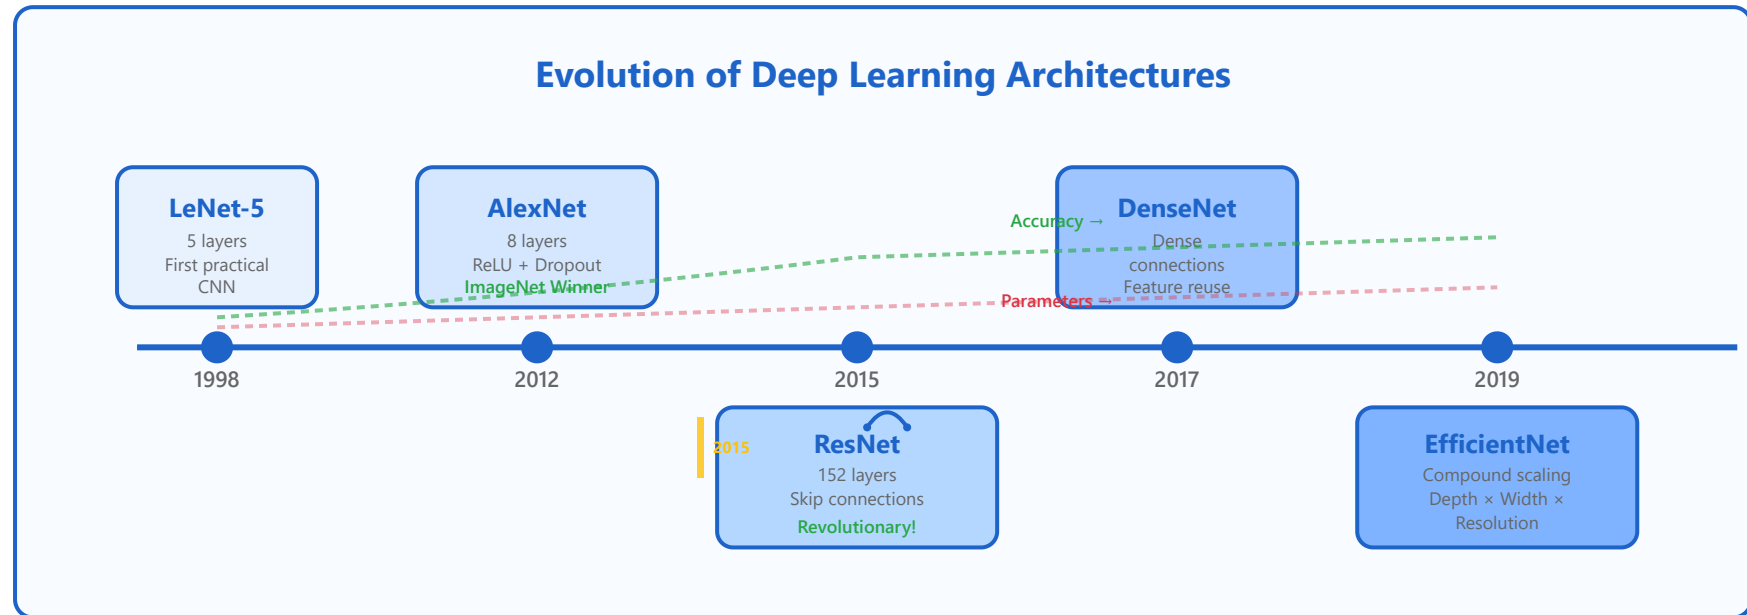 Evolution of Deep Learning Architectures
LeNet-5
5 layers
First practical
CNN
AlexNet
8 layers
ReLU + Dropout
ImageNet Winner
Accuracy →
DenseNet
Dense
connections
Feature reuse
Parameters →
1998
2012
2015
2017
2019
2015
ResNet
152 layers
Skip connections
Revolutionary!
EfficientNet
Compound scaling
Depth × Width ×
Resolution